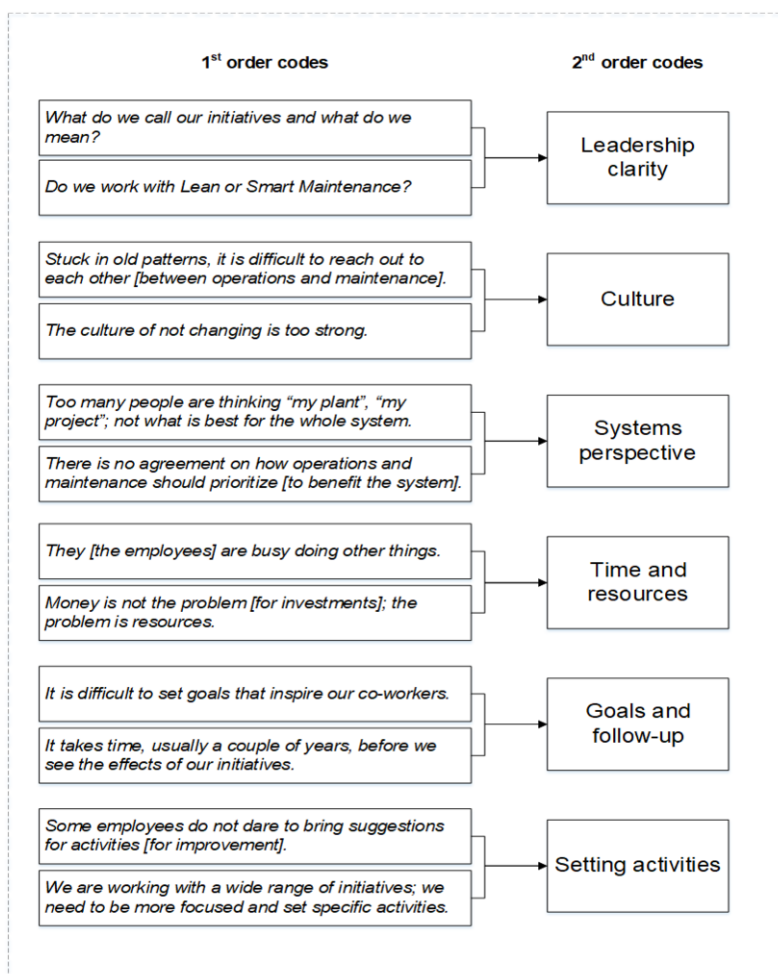 1st order codes
2nd order codes
What do we call our initiatives and what do we
mean?
Do we work with Lean or Smart Maintenance?
Leadership
clarity
Stuck in old patterns, it is difficult to reach out to
each other [between operations and maintenance].
The culture of not changing is too strong.
Culture
Too many people are thinking “my plant”, “my
project”; not what is best for the whole system.
There is no agreement on how operations and
maintenance should prioritize [to benefit the system].
Systems
perspective
They [the employees] are busy doing other things.
Money is not the problem [for investments]; the
problem is resources.
Time and
resources
It is difficult to set goals that inspire our co-workers.
It takes time, usually a couple of years, before we
see the effects of our initiatives.
Goals and
follow-up
Some employees do not dare to bring suggestions
for activities [for improvement].
We are working with a wide range of initiatives; we
need to be more focused and set specific activities.
Setting activities